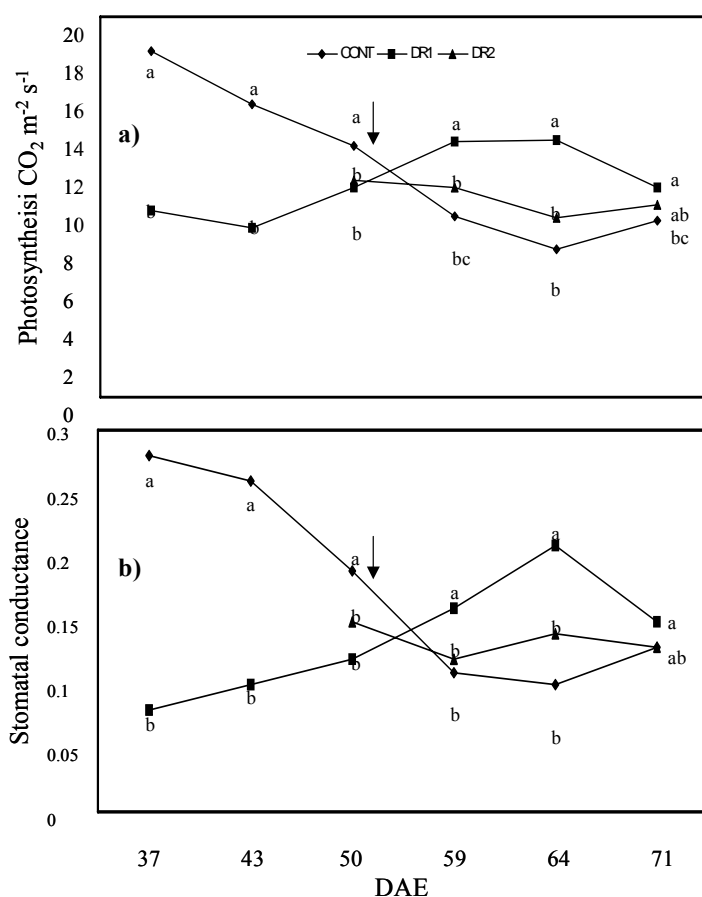 20
18
16
14
12
10
8
6
4
2
0
Photosyntheisi CO₂ m⁻² s⁻¹
a)
CONT DR1 DR2
a a a a a a
b b b b b ab
b bc b bc
0.3
0.25
0.2
0.15
0.1
0.05
0
Stomatal conductance
b)
a a a a a a
b b b b b b ab
b b
37 43 50 59 64 71
DAE